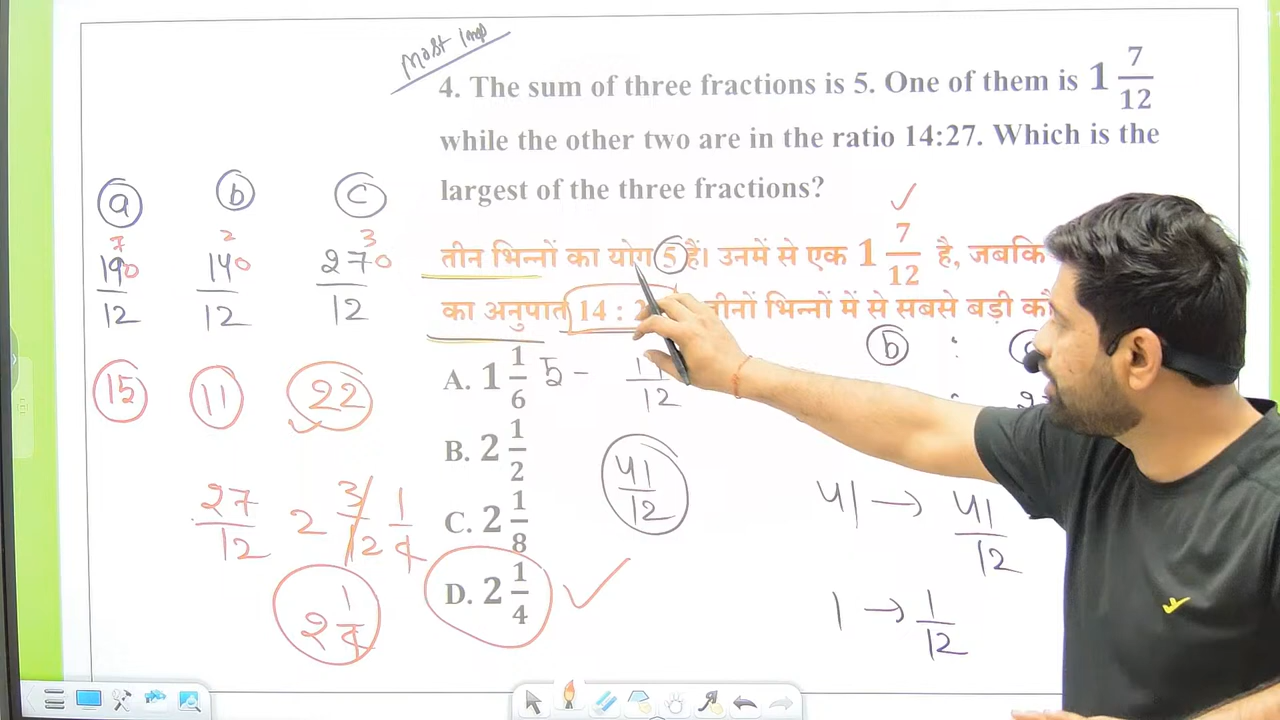 Most Imp
4. The sum of three fractions is 5. One of them is 1 7/12
while the other two are in the ratio 14:27. Which is the
largest of the three fractions?
तीन भिन्नों का योग 5 हैं। उनमें से एक 1 7/12 है, जबकि
का अनुपात 14 : 2 तीनों भिन्नों में से सबसे बड़ी
a b c
7 2 3
190/12 140/12 270/12
15 11 22
27/12 2 3/12 1/4
2 1/4
A. 1 1/6
B. 2 1/2
C. 2 1/8
D. 2 1/4
5 -
12
41/12
b :
41 → 41/12
1 → 1/12